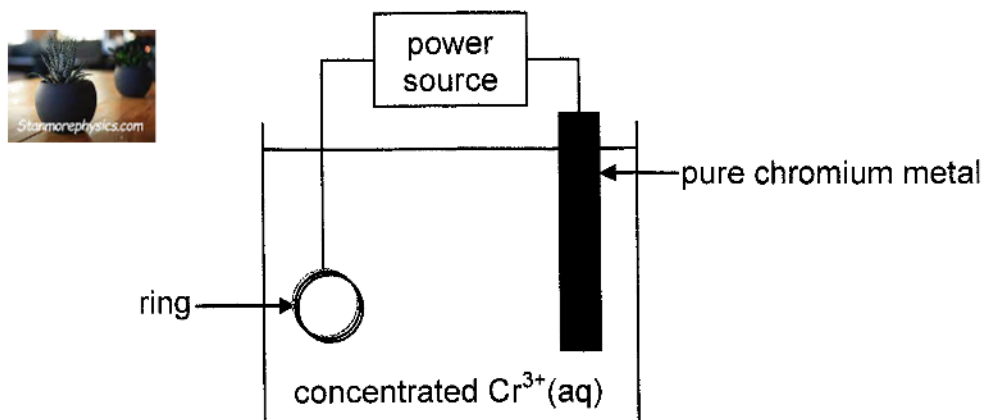 Stanmorephysics.com
power
source
pure chromium metal
ring
concentrated Cr³⁺(aq)